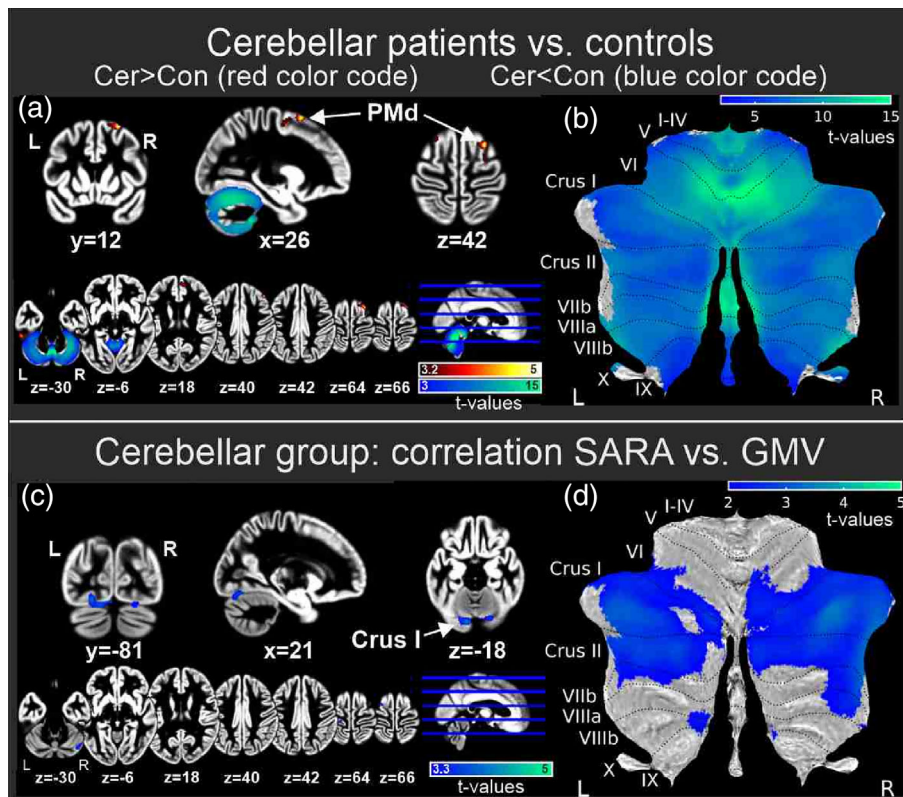 Cerebellar patients vs. controls
Cer>Con (red color code) Cer<Con (blue color code)
(a)
PMd
L R
y=12 x=26 z=42
L R
z=-30 z=-6 z=18 z=40 z=42 z=64 z=66
3.2 5
3 15
t-values
(b)
5 10 15
t-values
I-IV
V
VI
Crus I
Crus II
VIIb
VIIIa
VIIIb
X IX
L R
Cerebellar group: correlation SARA vs. GMV
(c)
L R
Crus I
y=-81 x=21 z=-18
L R
z=-30 z=-6 z=18 z=40 z=42 z=64 z=66
3.3 5
t-values
(d)
2 3 4 5
t-values
I-IV
V
VI
Crus I
Crus II
VIIb
VIIIa
VIIIb
X IX
L R